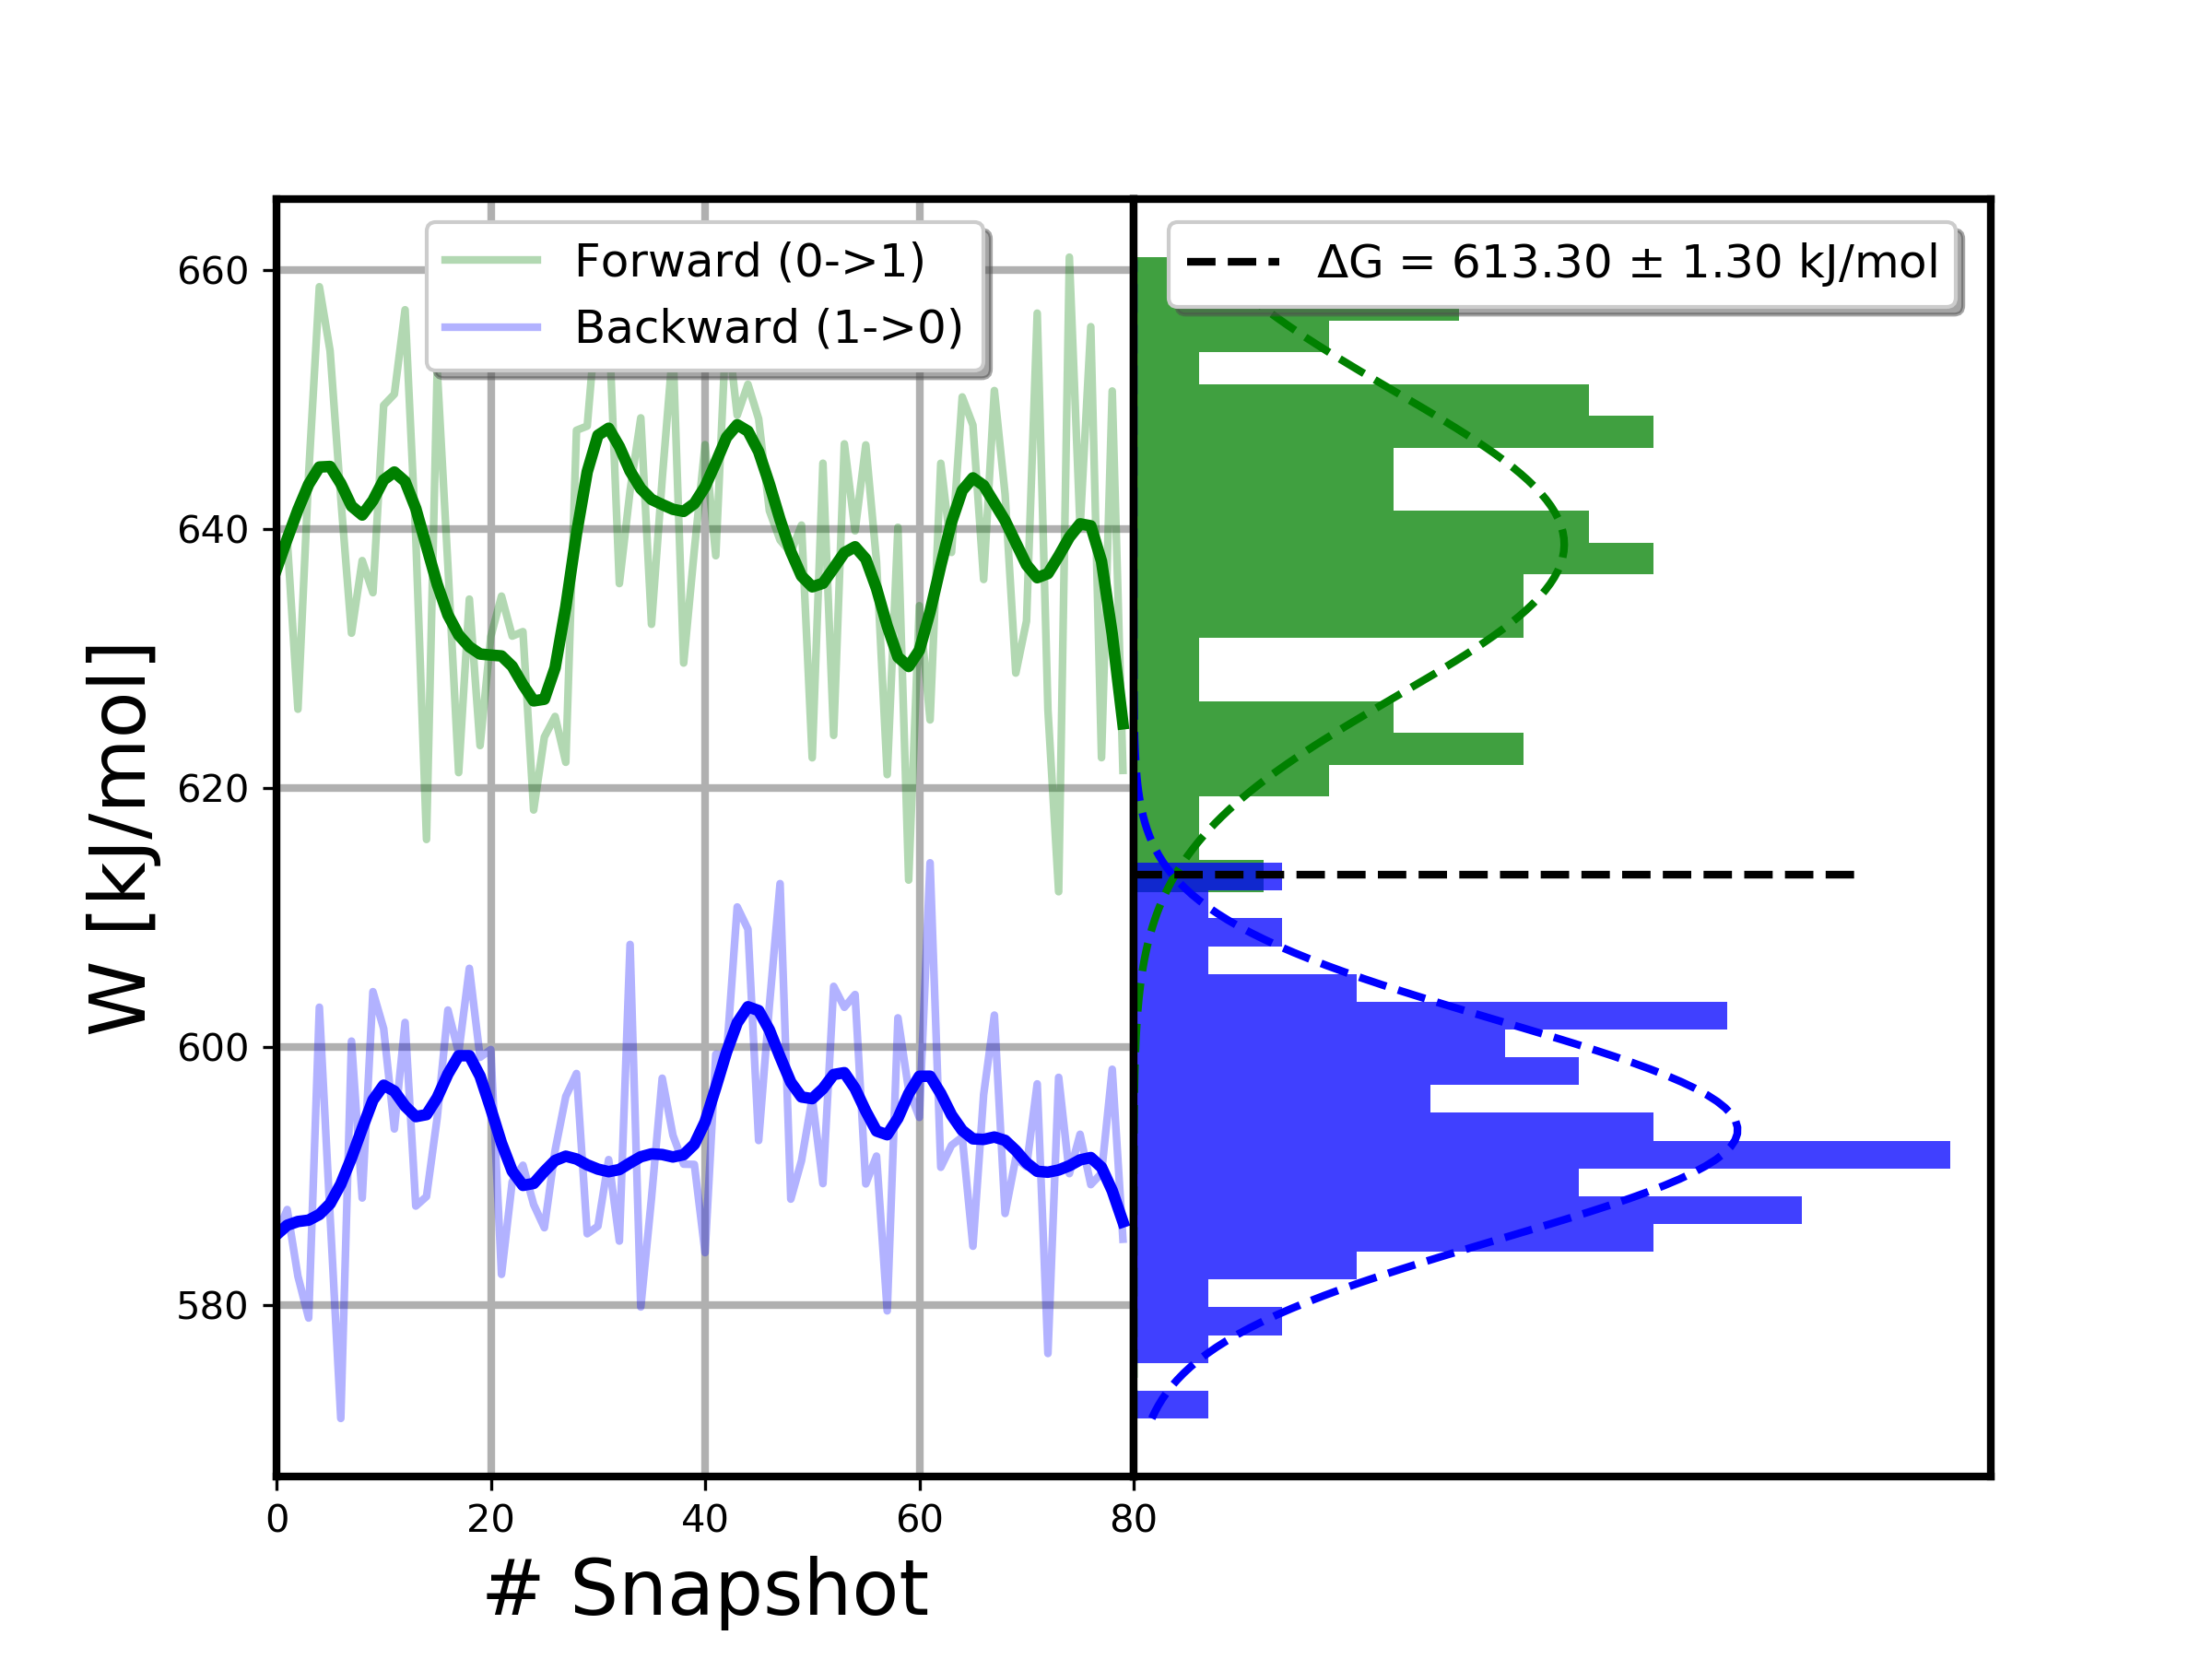 Forward (0->1)
Backward (1->0)
ΔG = 613.30 ± 1.30 kJ/mol
660
640
620
600
580
W [kJ/mol]
0
20
40
60
80
# Snapshot